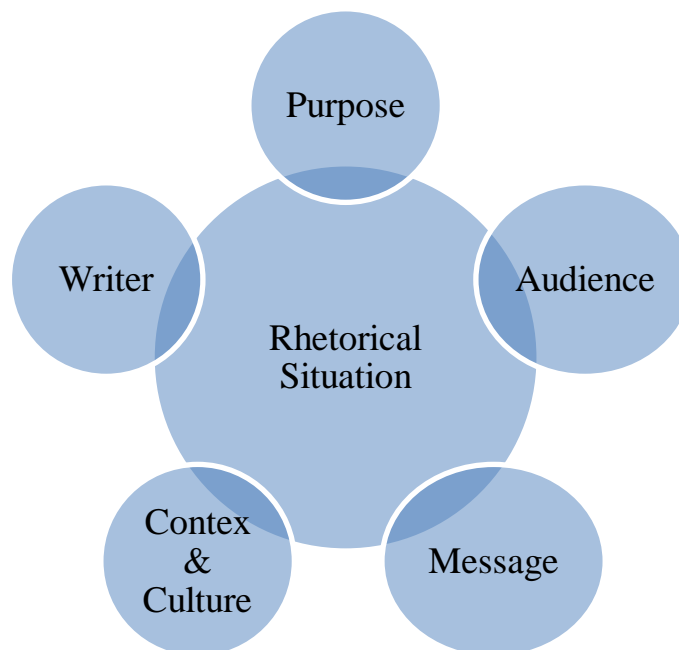 Purpose
Writer
Audience
Rhetorical
Situation
Contex
&
Culture
Message